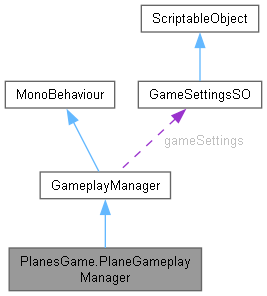 ScriptableObject
MonoBehaviour
GameSettingsSO
gameSettings
GameplayManager
PlanesGame.PlaneGameplay
Manager